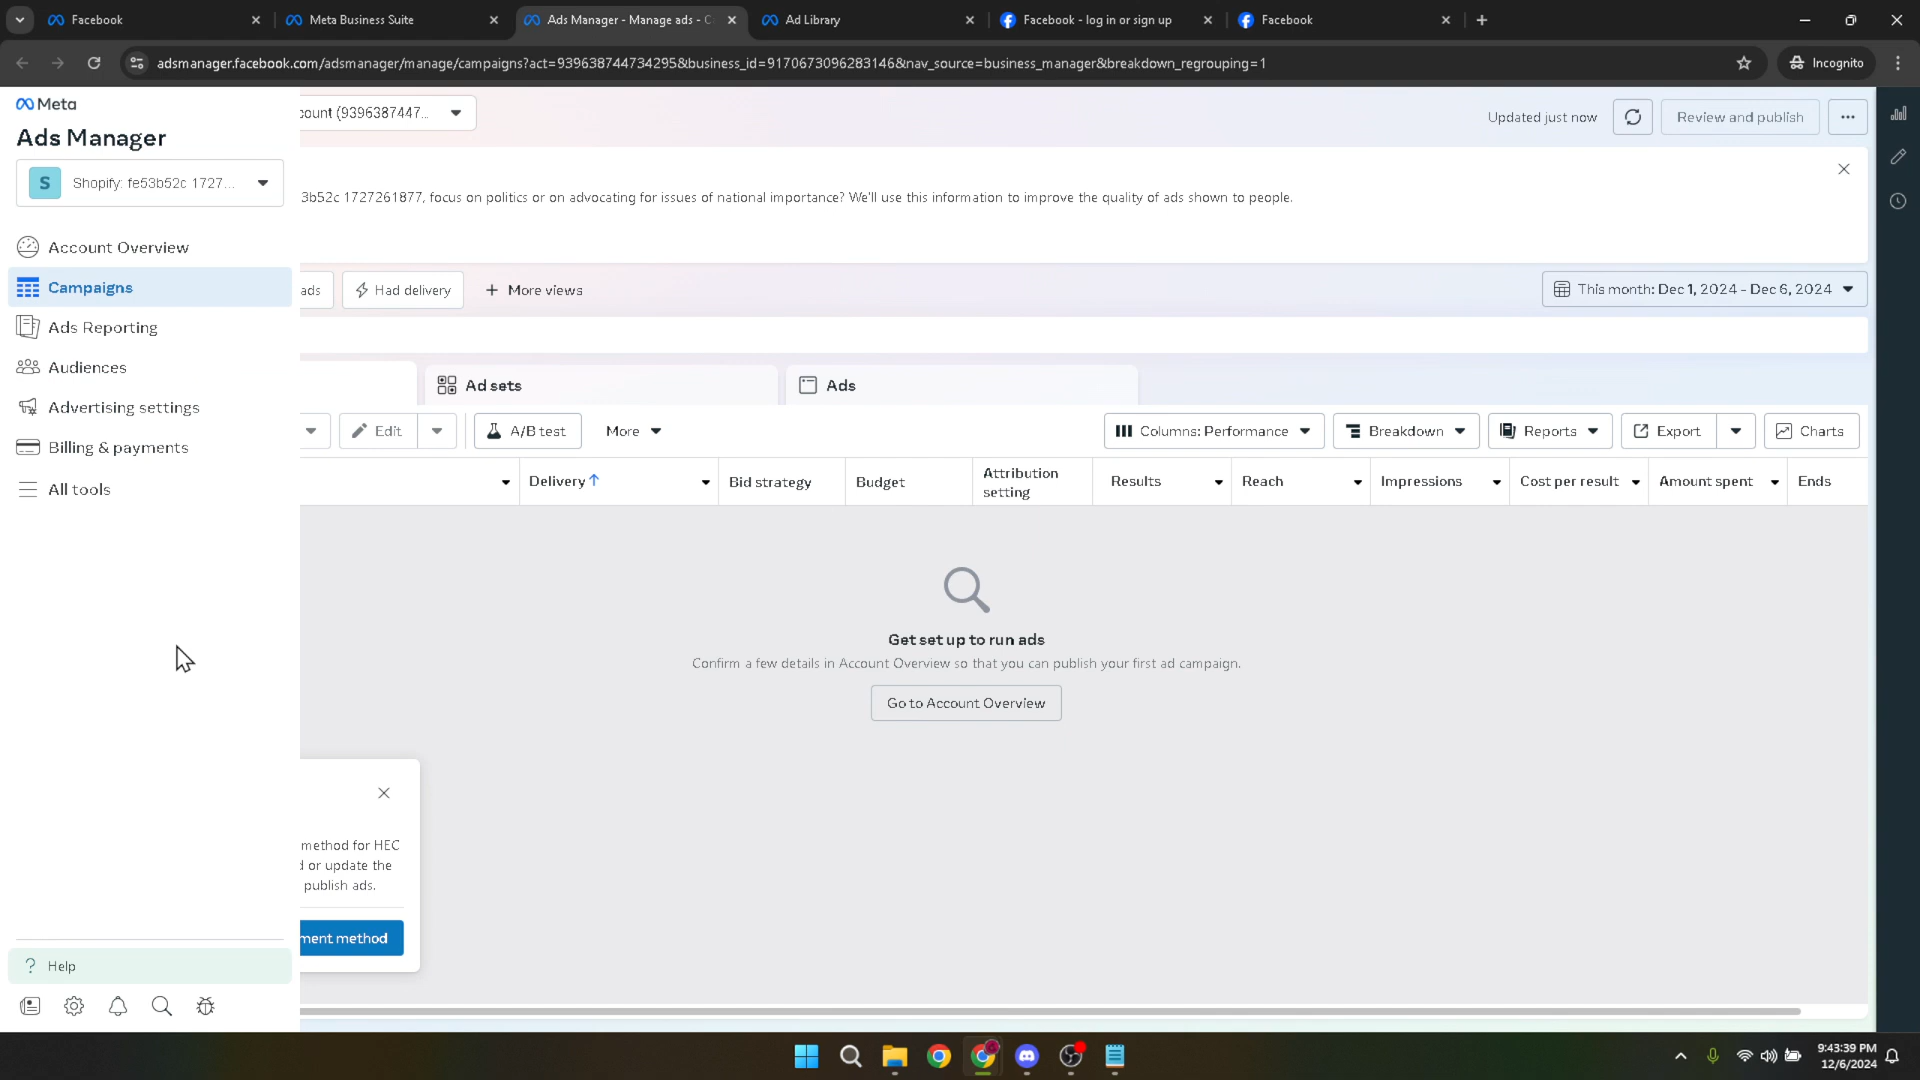 Facebook
Meta Business Suite
Ads Manager - Manage ads - C
Ad Library
Facebook - log in or sign up
Facebook
adsmanager.facebook.com/adsmanager/manage/campaigns?act=939638744734295&business_id=9170673096283146&nav_source=business_manager&breakdown_regrouping=1
Incognito
Meta
Ads Manager
count (9396387447...
Updated just now
Review and publish
S
Shopify: fe53b52c 1727...
3b52c 1727261877, focus on politics or on advocating for issues of national importance? We'll use this information to improve the quality of ads shown to people.
Account Overview
Campaigns
Ads Reporting
Audiences
Advertising settings
Billing & payments
All tools
ads
Had delivery
More views
This month: Dec 1, 2024 - Dec 6, 2024
Ad sets
Ads
Edit
A/B test
More
Columns: Performance
Breakdown
Reports
Export
Charts
Delivery
Bid strategy
Budget
Attribution
setting
Results
Reach
Impressions
Cost per result
Amount spent
Ends
Get set up to run ads
Confirm a few details in Account Overview so that you can publish your first ad campaign.
Go to Account Overview
method for HEC
d or update the
publish ads.
ment method
Help
9:43:39 PM
12/6/2024